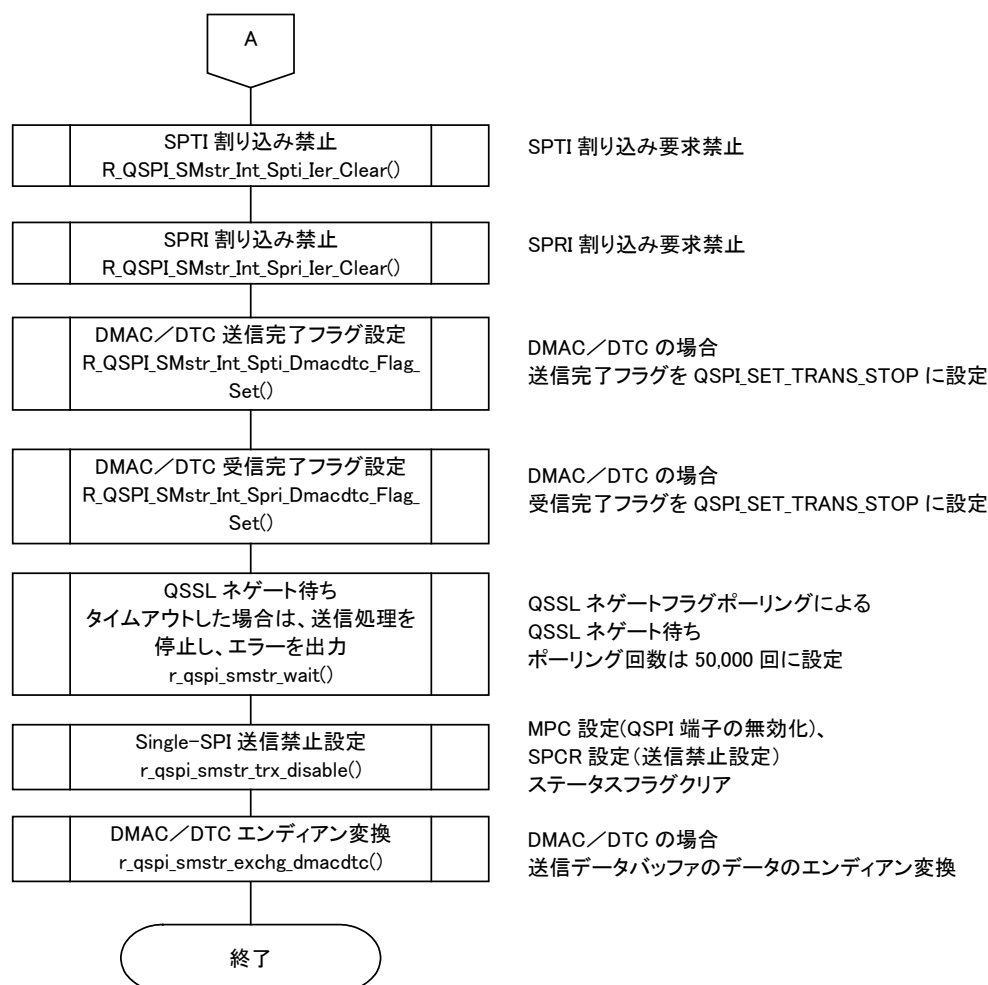 A
SPTI 割り込み禁止
R_QSPI_SMstr_Int_Spti_Ier_Clear()
SPTI 割り込み要求禁止
SPRI 割り込み禁止
R_QSPI_SMstr_Int_Spri_Ier_Clear()
SPRI 割り込み要求禁止
DMAC／DTC 送信完了フラグ設定
R_QSPI_SMstr_Int_Spti_Dmacdtc_Flag_
Set()
DMAC／DTC の場合
送信完了フラグを QSPI_SET_TRANS_STOP に設定
DMAC／DTC 受信完了フラグ設定
R_QSPI_SMstr_Int_Spri_Dmacdtc_Flag_
Set()
DMAC／DTC の場合
受信完了フラグを QSPI_SET_TRANS_STOP に設定
QSSL ネゲート待ち
タイムアウトした場合は、送信処理を
停止し、エラーを出力
r_qspi_smstr_wait()
QSSL ネゲートフラグポーリングによる
QSSL ネゲート待ち
ポーリング回数は 50,000 回に設定
Single-SPI 送信禁止設定
r_qspi_smstr_trx_disable()
MPC 設定(QSPI 端子の無効化)、
SPCR 設定（送信禁止設定）
ステータスフラグクリア
DMAC／DTC エンディアン変換
r_qspi_smstr_exchg_dmacdtc()
DMAC／DTC の場合
送信データバッファのデータのエンディアン変換
終了